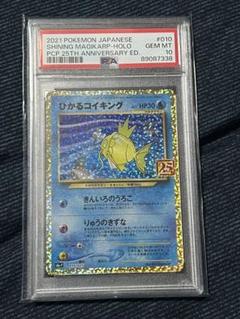 2021 POKEMON JAPANESE #010
SHINING MAGIKARP-HOLO GEM MT
PCP 25TH ANNIVERSARY ED. 10
PSA 89087338
ひかるコイキング HP30
25
きんいろのうろこ
りゅうのきずな